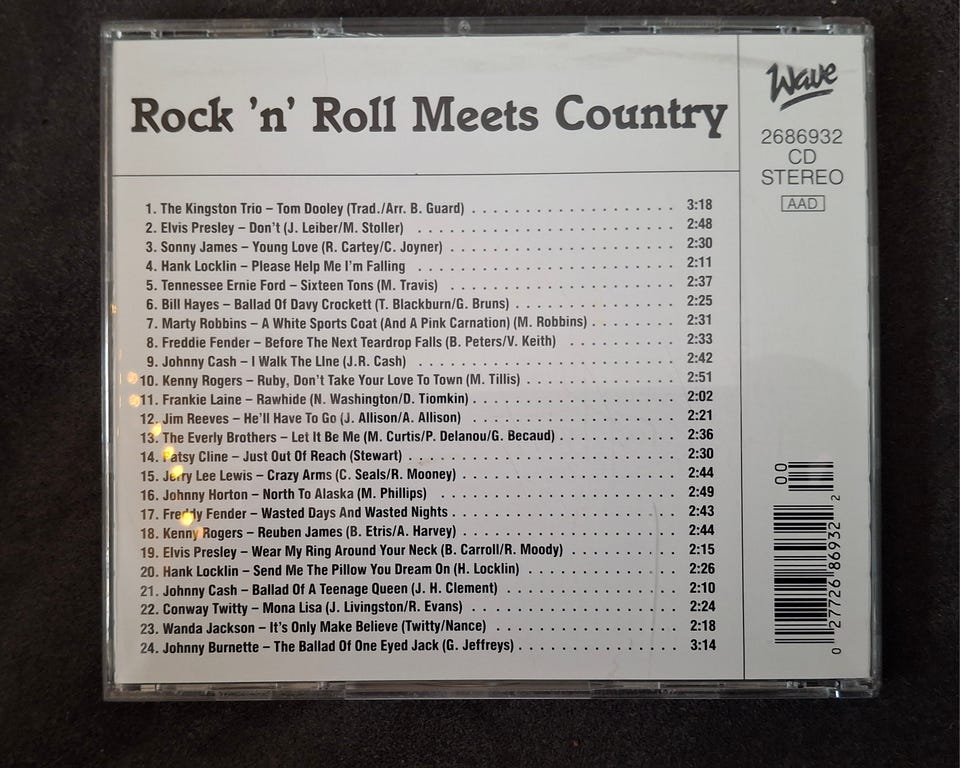 Rock 'n' Roll Meets Country
1. The Kingston Trio – Tom Dooley (Trad./Arr. B. Guard) 3:18
2. Elvis Presley – Don't (J. Leiber/M. Stoller) 2:48
3. Sonny James – Young Love (R. Cartey/C. Joyner) 2:30
4. Hank Locklin – Please Help Me I'm Falling 2:11
5. Tennessee Ernie Ford – Sixteen Tons (M. Travis) 2:37
6. Bill Hayes – Ballad Of Davy Crockett (T. Blackburn/G. Bruns) 2:25
7. Marty Robbins – A White Sports Coat (And A Pink Carnation) (M. Robbins) 2:31
8. Freddie Fender – Before The Next Teardrop Falls (B. Peters/V. Keith) 2:33
9. Johnny Cash – I Walk The LIne (J.R. Cash) 2:42
10. Kenny Rogers – Ruby, Don't Take Your Love To Town (M. Tillis) 2:51
11. Frankie Laine – Rawhide (N. Washington/D. Tiomkin) 2:02
12. Jim Reeves – He'll Have To Go (J. Allison/A. Allison) 2:21
13. The Everly Brothers – Let It Be Me (M. Curtis/P. Delanou/G. Becaud) 2:36
14. Patsy Cline – Just Out Of Reach (Stewart) 2:30
15. Jerry Lee Lewis – Crazy Arms (C. Seals/R. Mooney) 2:44
16. Johnny Horton – North To Alaska (M. Phillips) 2:49
17. Freddy Fender – Wasted Days And Wasted Nights 2:43
18. Kenny Rogers – Reuben James (B. Etris/A. Harvey) 2:44
19. Elvis Presley – Wear My Ring Around Your Neck (B. Carroll/R. Moody) 2:15
20. Hank Locklin – Send Me The Pillow You Dream On (H. Locklin) 2:26
21. Johnny Cash – Ballad Of A Teenage Queen (J. H. Clement) 2:10
22. Conway Twitty – Mona Lisa (J. Livingston/R. Evans) 2:24
23. Wanda Jackson – It's Only Make Believe (Twitty/Nance) 2:18
24. Johnny Burnette – The Ballad Of One Eyed Jack (G. Jeffreys) 3:14
Wave
2686932
CD
STEREO
AAD
00
0 27726 86932 2